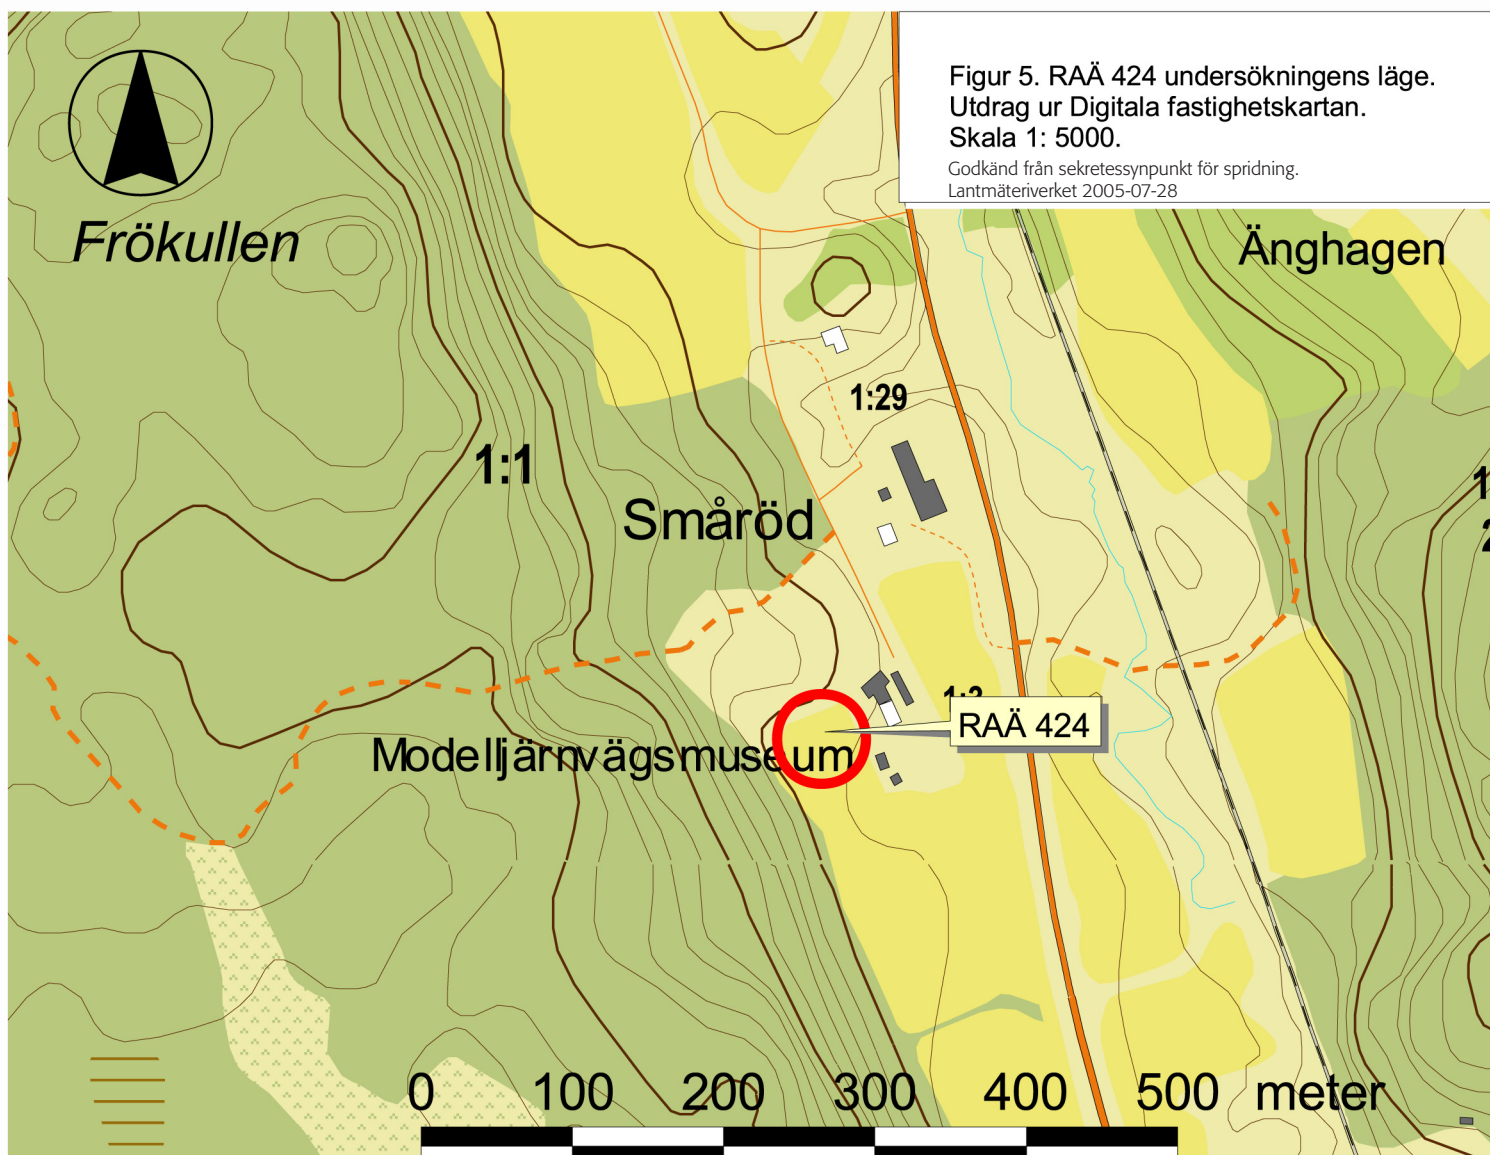 Figur 5. RAÄ 424 undersökningens läge.
Utdrag ur Digitala fastighetskartan.
Skala 1: 5000.
Godkänd från sekretessynpunkt för spridning.
Lantmäteriverket 2005-07-28
Frökullen
Änghagen
1:29
1:1
Småröd
RAÄ 424
Modelljärnvägsmuseum
0 100 200 300 400 500 meter